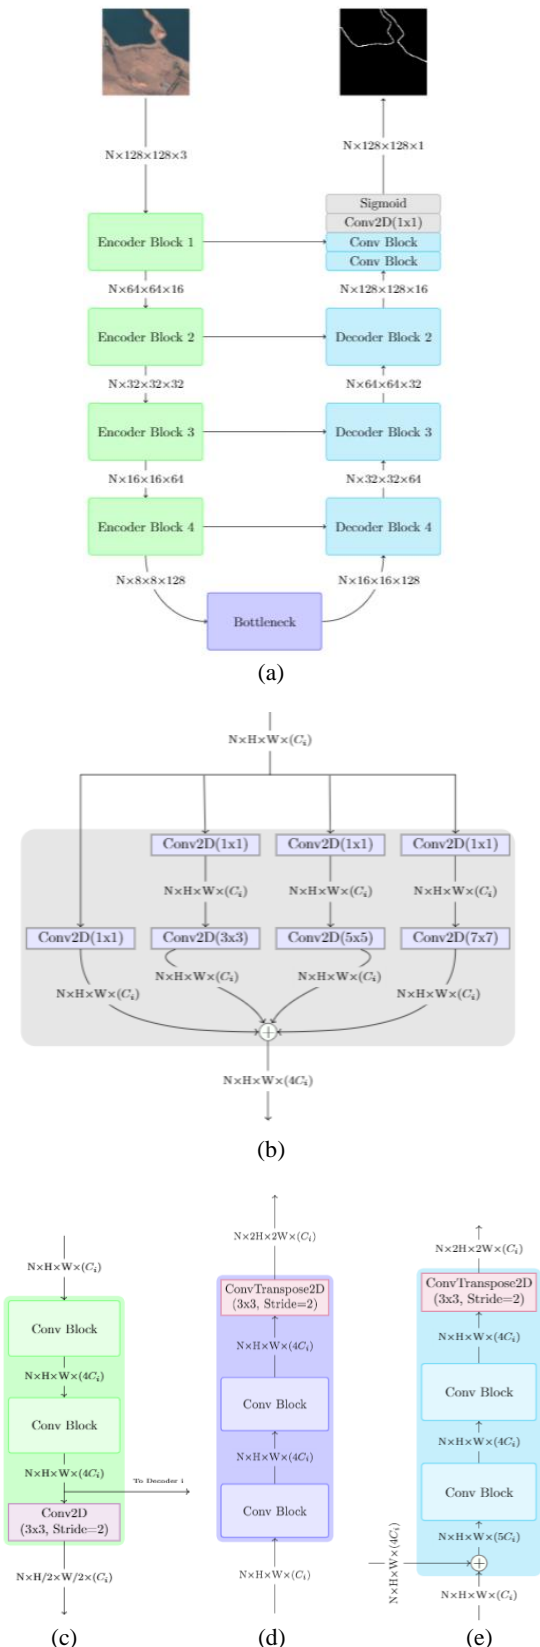 N×128×128×3
N×128×128×1
Sigmoid
Conv2D(1x1)
Encoder Block 1
Conv Block
Conv Block
N×64×64×16
N×128×128×16
Encoder Block 2
Decoder Block 2
N×32×32×32
N×64×64×32
Encoder Block 3
Decoder Block 3
N×16×16×64
N×32×32×64
Encoder Block 4
Decoder Block 4
N×8×8×128
N×16×16×128
Bottleneck
(a)
N×H×W×(Cᵢ)
Conv2D(1x1)
Conv2D(1x1)
Conv2D(1x1)
N×H×W×(Cᵢ)
N×H×W×(Cᵢ)
N×H×W×(Cᵢ)
Conv2D(1x1)
Conv2D(3x3)
Conv2D(5x5)
Conv2D(7x7)
N×H×W×(Cᵢ)
N×H×W×(Cᵢ)
N×H×W×(Cᵢ)
N×H×W×(Cᵢ)
+
N×H×W×(4Cᵢ)
(b)
N×H×W×(Cᵢ)
Conv Block
N×H×W×(4Cᵢ)
Conv Block
N×H×W×(4Cᵢ)
To Decoder i
Conv2D
(3x3, Stride=2)
N×H/2×W/2×(Cᵢ)
(c)
N×2H×2W×(Cᵢ)
ConvTranspose2D
(3x3, Stride=2)
N×H×W×(4Cᵢ)
Conv Block
N×H×W×(4Cᵢ)
Conv Block
N×H×W×(Cᵢ)
(d)
N×2H×2W×(Cᵢ)
ConvTranspose2D
(3x3, Stride=2)
N×H×W×(4Cᵢ)
Conv Block
N×H×W×(4Cᵢ)
Conv Block
N×H×W×(5Cᵢ)
N×H×W×(4Cᵢ)
+
N×H×W×(Cᵢ)
(e)